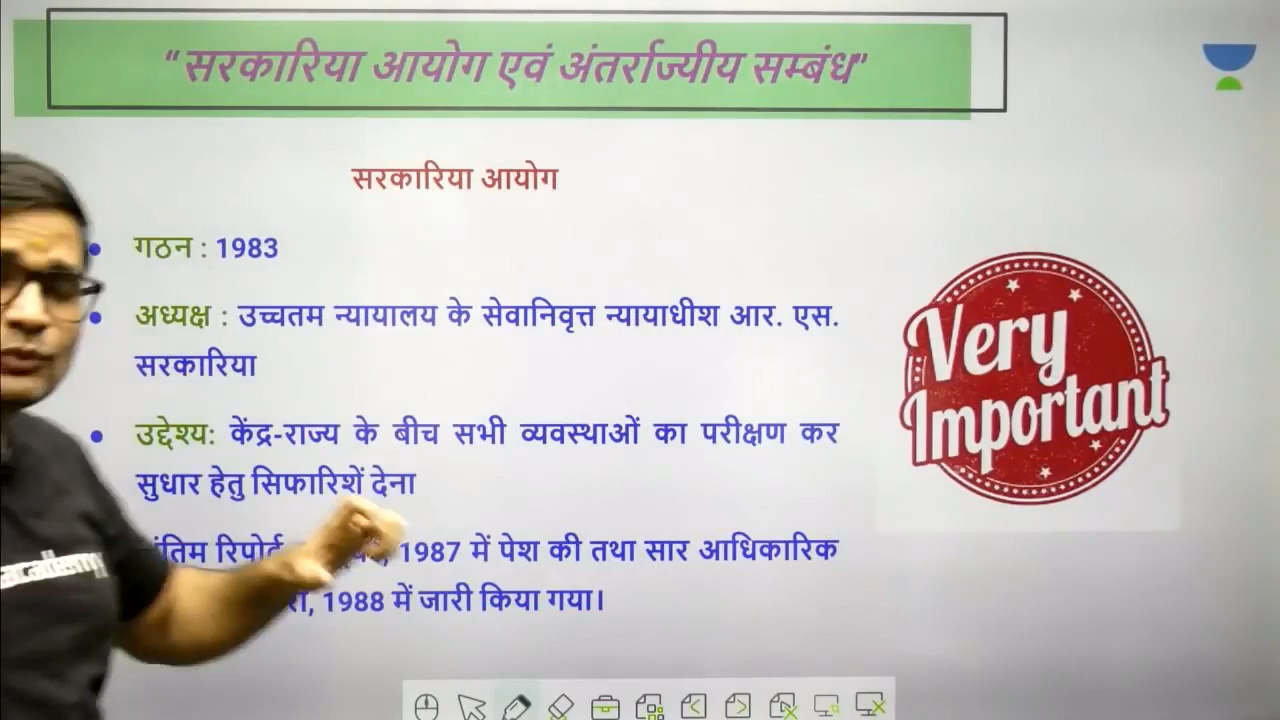 “सरकारिया आयोग एवं अंतर्राज्यीय सम्बंध”
सरकारिया आयोग
गठन : 1983
अध्यक्ष : उच्चतम न्यायालय के सेवानिवृत्त न्यायाधीश आर. एस.
सरकारिया
उद्देश्य: केंद्र-राज्य के बीच सभी व्यवस्थाओं का परीक्षण कर
सुधार हेतु सिफारिशें देना
रिपोर्ट 1987 में पेश की तथा सार आधिकारिक
1988 में जारी किया गया।
Very
Important